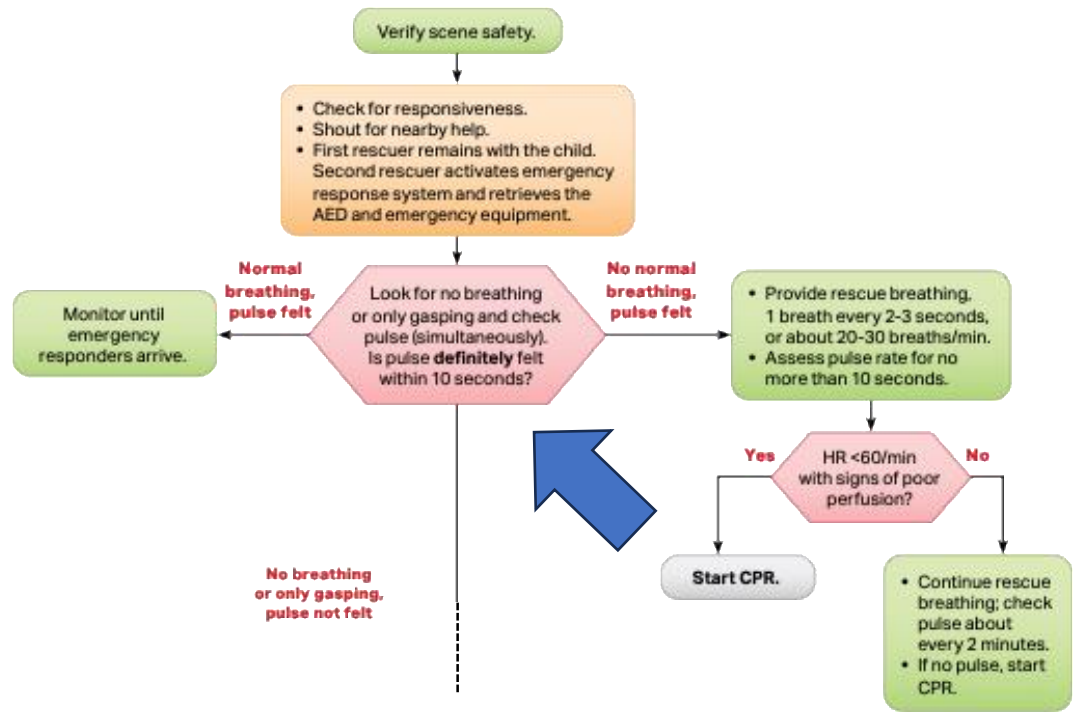 Verify scene safety.
• Check for responsiveness.
• Shout for nearby help.
• First rescuer remains with the child.
Second rescuer activates emergency
response system and retrieves the
AED and emergency equipment.
Normal
breathing,
pulse felt
No normal
breathing,
pulse felt
Monitor until
emergency
responders arrive.
Look for no breathing
or only gasping and check
pulse (simultaneously).
Is pulse definitely felt
within 10 seconds?
• Provide rescue breathing,
1 breath every 2-3 seconds,
or about 20-30 breaths/min.
• Assess pulse rate for no
more than 10 seconds.
Yes
HR <60/min
with signs of poor
perfusion?
No
No breathing
or only gasping,
pulse not felt
Start CPR.
• Continue rescue
breathing; check
pulse about
every 2 minutes.
• If no pulse, start
CPR.